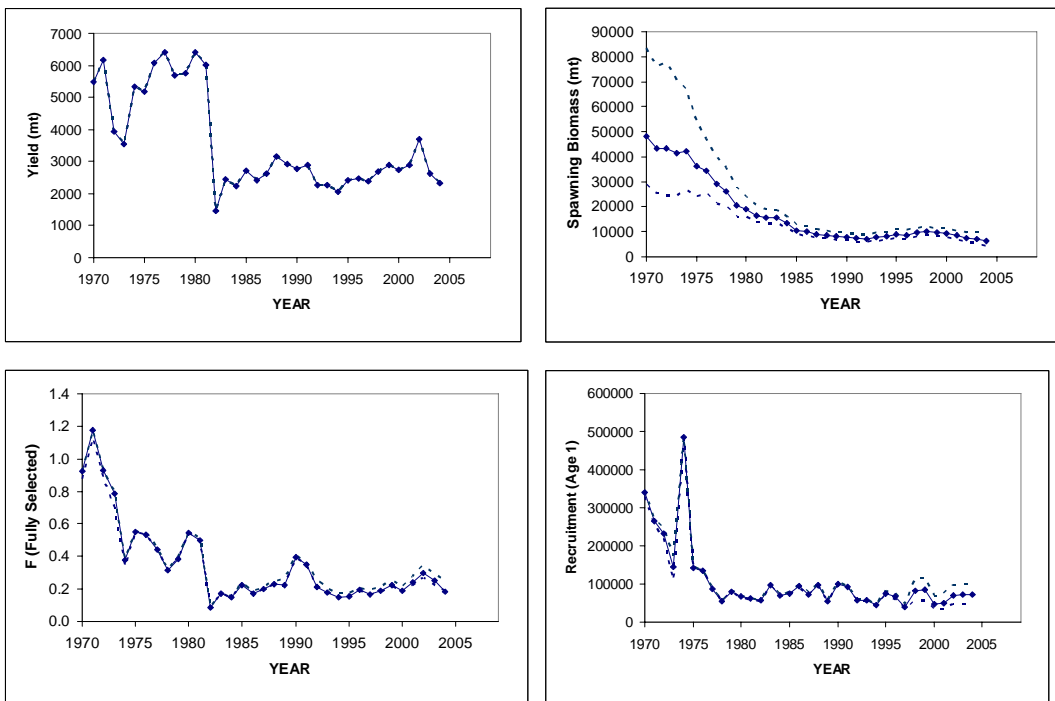 7000
6000
5000
4000
3000
2000
1000
0
1970 1975 1980 1985 1990 1995 2000 2005
YEAR
Yield (mt)
90000
80000
70000
60000
50000
40000
30000
20000
10000
0
1970 1975 1980 1985 1990 1995 2000 2005
YEAR
Spawning Biomass (mt)
1.4
1.2
1.0
0.8
0.6
0.4
0.2
0.0
1970 1975 1980 1985 1990 1995 2000 2005
YEAR
F (Fully Selected)
600000
500000
400000
300000
200000
100000
0
1970 1975 1980 1985 1990 1995 2000 2005
YEAR
Recruitment (Age 1)